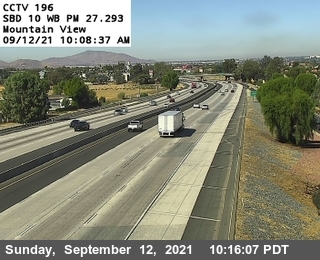 CCTV 196
SBD 10 WB PM 27.293
Mountain View
09/12/21 10:08:37 AM
Sunday, September 12, 2021 10:16:07 PDT